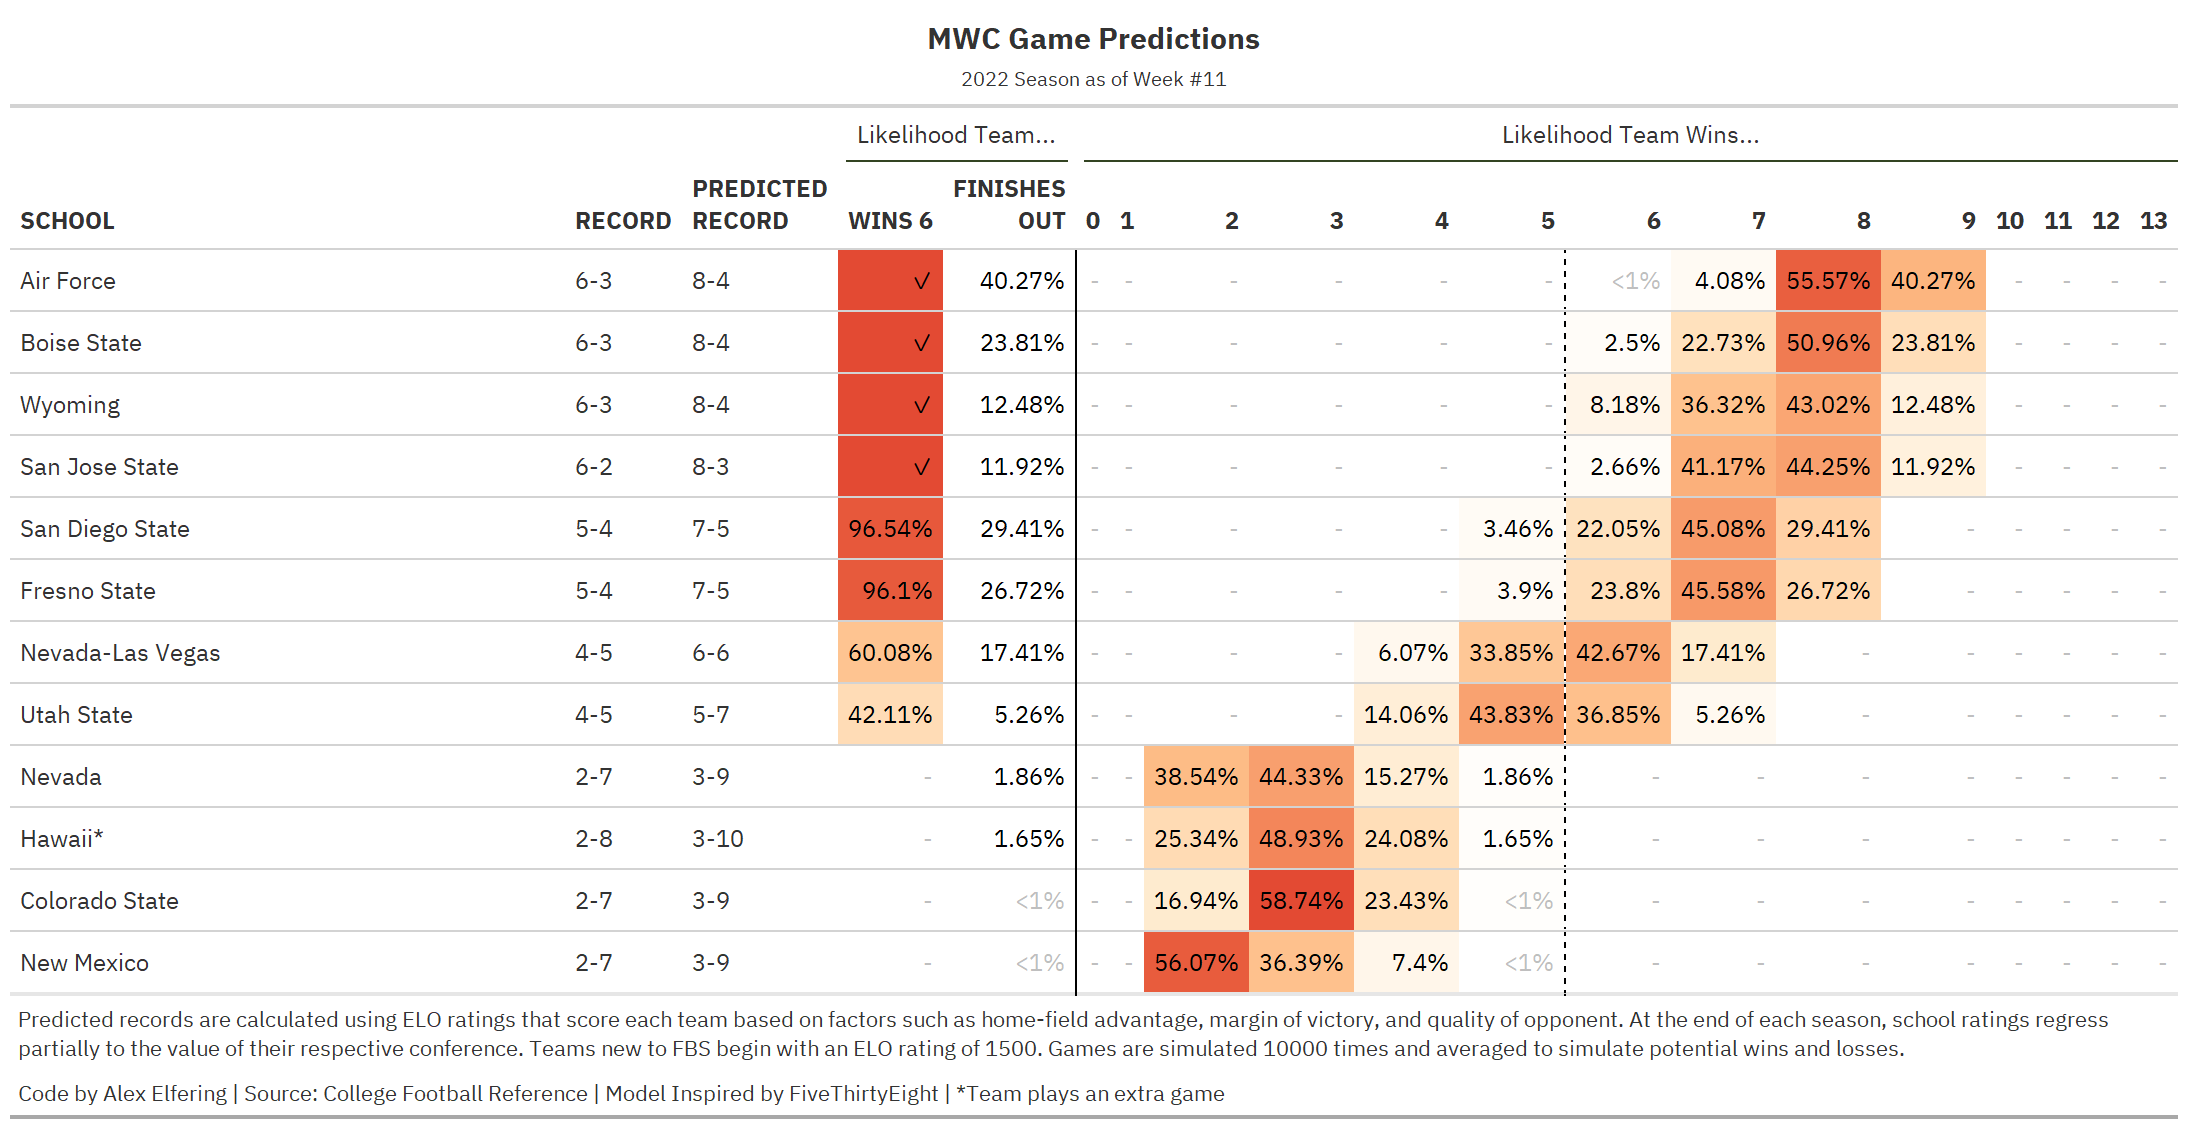 MWC Game Predictions
2022 Season as of Week #11
Likelihood Team... Likelihood Team Wins...
SCHOOL RECORD PREDICTED RECORD WINS 6 FINISHES OUT 0 1 2 3 4 5 6 7 8 9 10 11 12 13
Air Force 6-3 8-4 ✓ 40.27% - - - - - - <1% 4.08% 55.57% 40.27% - - - -
Boise State 6-3 8-4 ✓ 23.81% - - - - - - 2.5% 22.73% 50.96% 23.81% - - - -
Wyoming 6-3 8-4 ✓ 12.48% - - - - - - 8.18% 36.32% 43.02% 12.48% - - - -
San Jose State 6-2 8-3 ✓ 11.92% - - - - - - 2.66% 41.17% 44.25% 11.92% - - - -
San Diego State 5-4 7-5 96.54% 29.41% - - - - - 3.46% 22.05% 45.08% 29.41% - - - - -
Fresno State 5-4 7-5 96.1% 26.72% - - - - - 3.9% 23.8% 45.58% 26.72% - - - - -
Nevada-Las Vegas 4-5 6-6 60.08% 17.41% - - - - 6.07% 33.85% 42.67% 17.41% - - - - - -
Utah State 4-5 5-7 42.11% 5.26% - - - - 14.06% 43.83% 36.85% 5.26% - - - - - -
Nevada 2-7 3-9 - 1.86% - - 38.54% 44.33% 15.27% 1.86% - - - - - - - -
Hawaii* 2-8 3-10 - 1.65% - - 25.34% 48.93% 24.08% 1.65% - - - - - - - -
Colorado State 2-7 3-9 - <1% - - 16.94% 58.74% 23.43% <1% - - - - - - - -
New Mexico 2-7 3-9 - <1% - - 56.07% 36.39% 7.4% <1% - - - - - - - -
Predicted records are calculated using ELO ratings that score each team based on factors such as home-field advantage, margin of victory, and quality of opponent. At the end of each season, school ratings regress
partially to the value of their respective conference. Teams new to FBS begin with an ELO rating of 1500. Games are simulated 10000 times and averaged to simulate potential wins and losses.
Code by Alex Elfering | Source: College Football Reference | Model Inspired by FiveThirtyEight | *Team plays an extra game